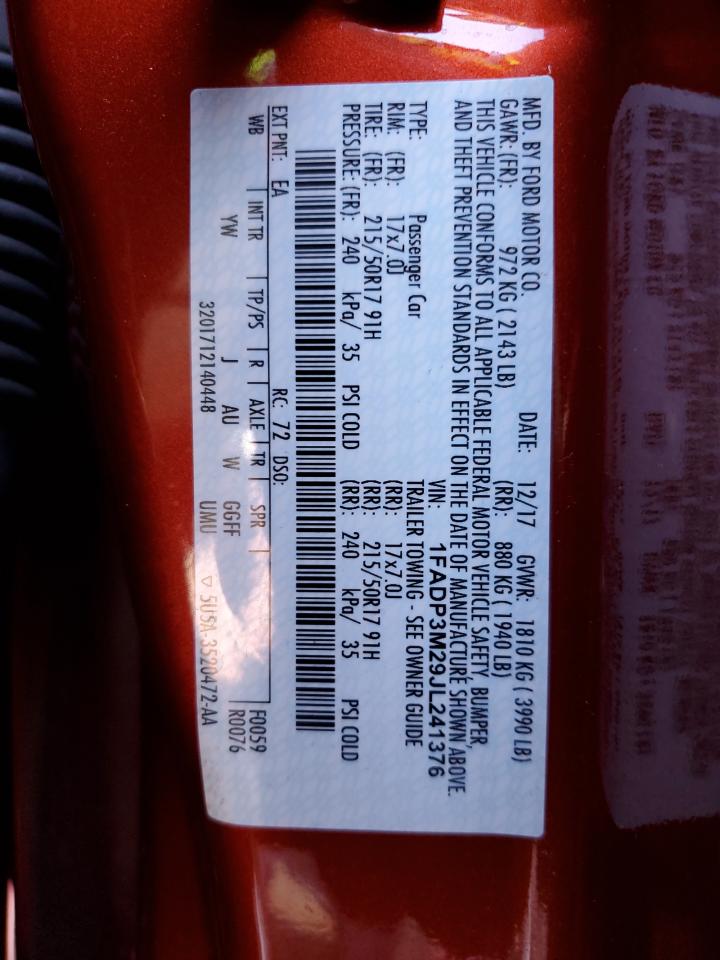 MFD. BY FORD MOTOR CO. DATE: 12/17 GVWR: 1810 KG ( 3990 LB)
GAWR: (FR): 972 KG ( 2143 LB) (RR): 880 KG ( 1940 LB)
THIS VEHICLE CONFORMS TO ALL APPLICABLE FEDERAL MOTOR VEHICLE SAFETY, BUMPER,
AND THEFT PREVENTION STANDARDS IN EFFECT ON THE DATE OF MANUFACTURE SHOWN ABOVE.
VIN: 1FADP3M29JL241376
TYPE: Passenger Car TRAILER TOWING - SEE OWNER GUIDE
RIM: (FR): 17x7.0J (RR): 17x7.0J
TIRE: (FR): 215/50R17 91H (RR): 215/50R17 91H
PRESSURE: (FR): 240 kPa/ 35 PSI COLD (RR): 240 kPa/ 35 PSI COLD
EXT PNT: EA RC: 72 DSO:
WB INT TR TP/PS R AXLE TR SPR F0059
YW J AU W GGFF R0076
3201712140448 UMU ▽ 5USA-3520472-AA